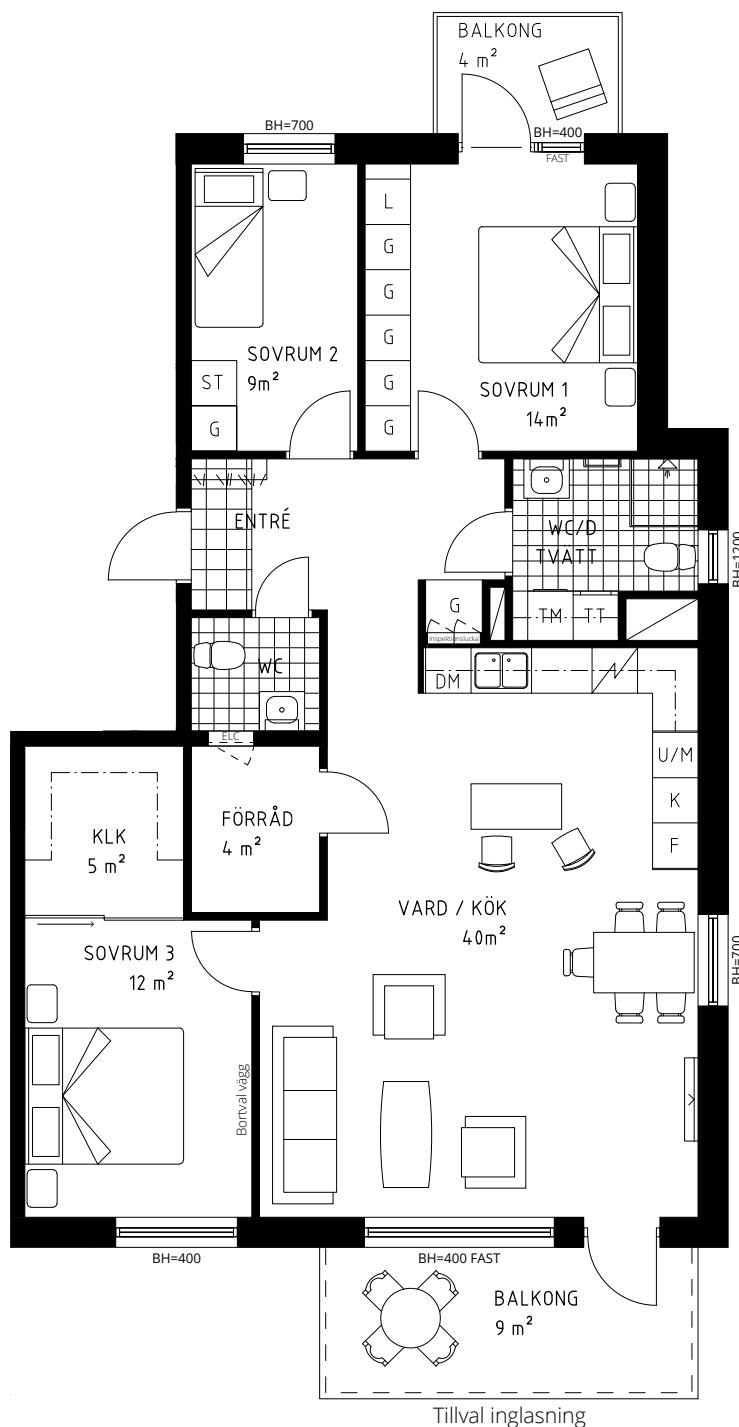 BALKONG
4 m²
BH=700
BH=400
FAST
L
G
G
G
G
G
SOVRUM 2
9m²
ST
G
SOVRUM 1
14m²
ENTRÉ
WC/D
TVÄTT
BH=1200
G
Inspektionslucka
TM
TT
WC
DM
ELC
U/M
K
F
KLK
5 m²
FÖRRÅD
4 m²
VARD / KÖK
40m²
BH=700
SOVRUM 3
12 m²
Bortval vägg
BH=400
BH=400 FAST
BALKONG
9 m²
Tillval inglasning